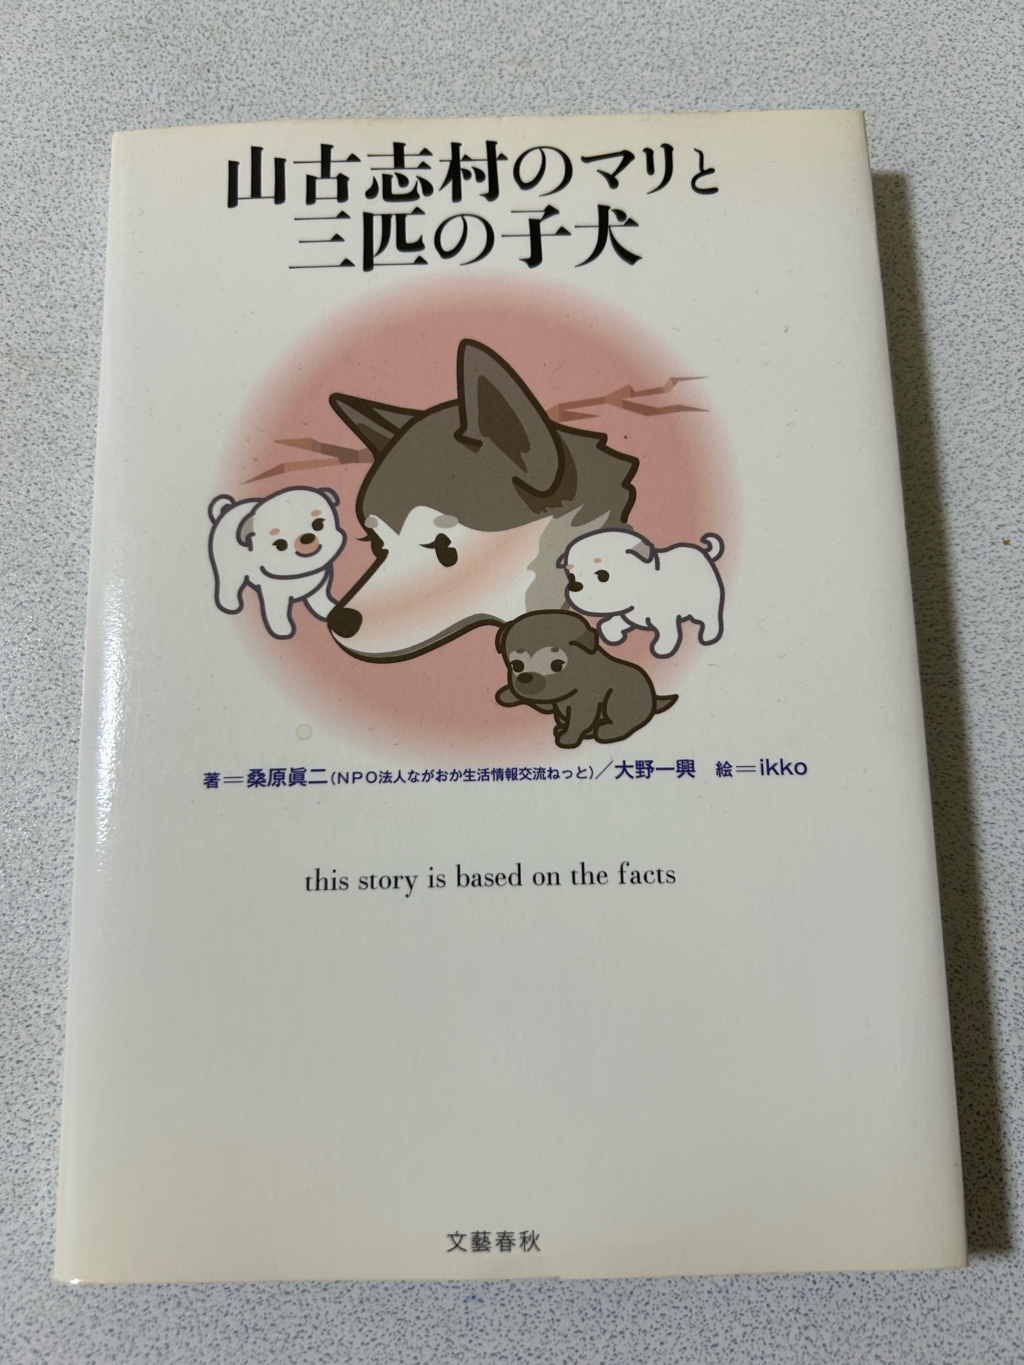 山古志村のマリと
三匹の子犬
著＝桑原眞二(NPO法人ながおか生活情報交流ねっと)／大野一興　絵＝ikko
this story is based on the facts
文藝春秋